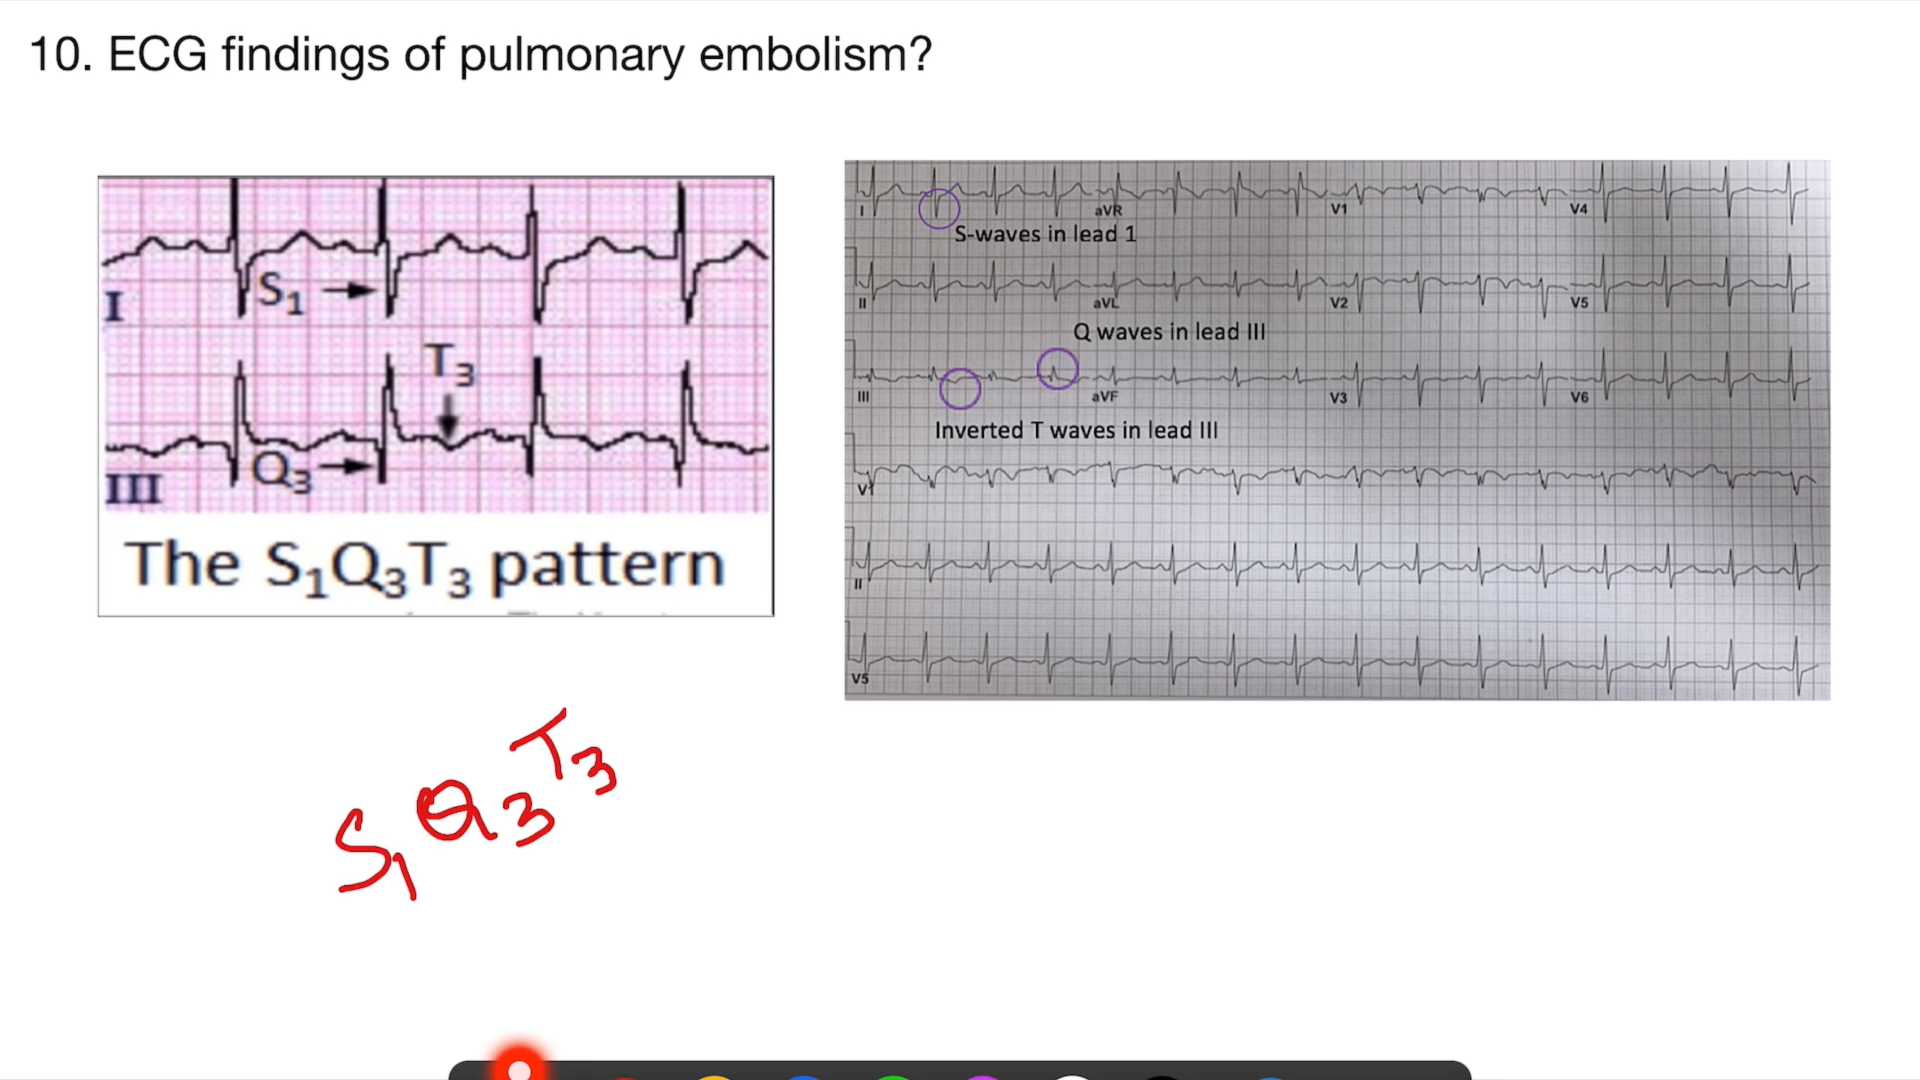 10. ECG findings of pulmonary embolism?
I
S₁
T₃
Q₃
III
The S₁Q₃T₃ pattern
I
aVR
V1
V4
S-waves in lead 1
II
aVL
V2
V5
Q waves in lead III
III
aVF
V3
V6
Inverted T waves in lead III
V1
II
V5
S₁Q₃T₃